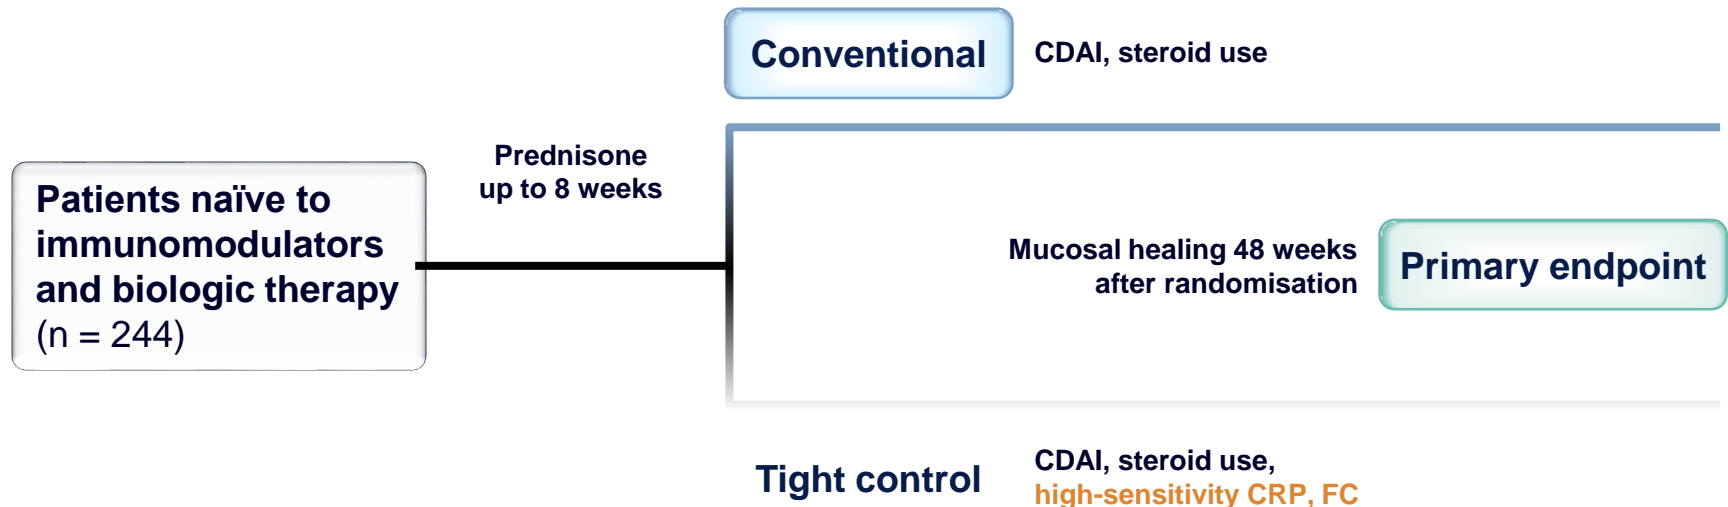 Conventional
CDAI, steroid use
Prednisone
up to 8 weeks
Patients naïve to
immunomodulators
and biologic therapy
(n = 244)
Mucosal healing 48 weeks
after randomisation
Primary endpoint
Tight control
CDAI, steroid use,
high-sensitivity CRP, FC